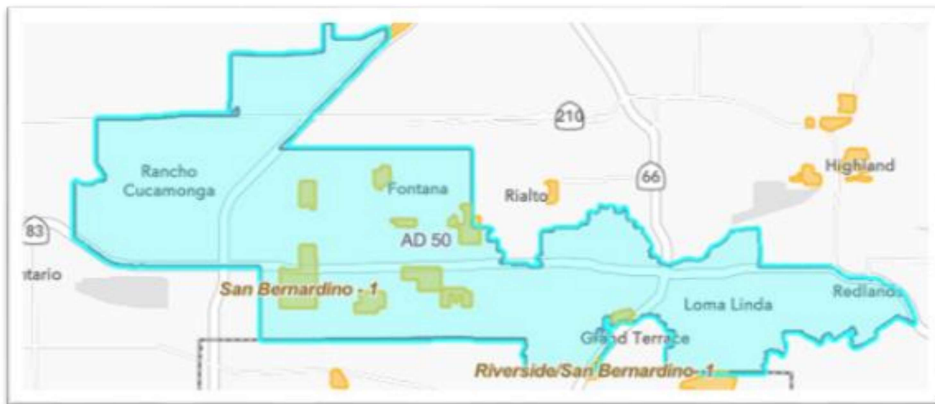 210
Rancho
Cucamonga
Fontana
Rialto
66
Highland
83
AD 50
ntario
San Bernardino - 1
Loma Linda
Redlands
Grand Terrace
Riverside/San Bernardino- 1